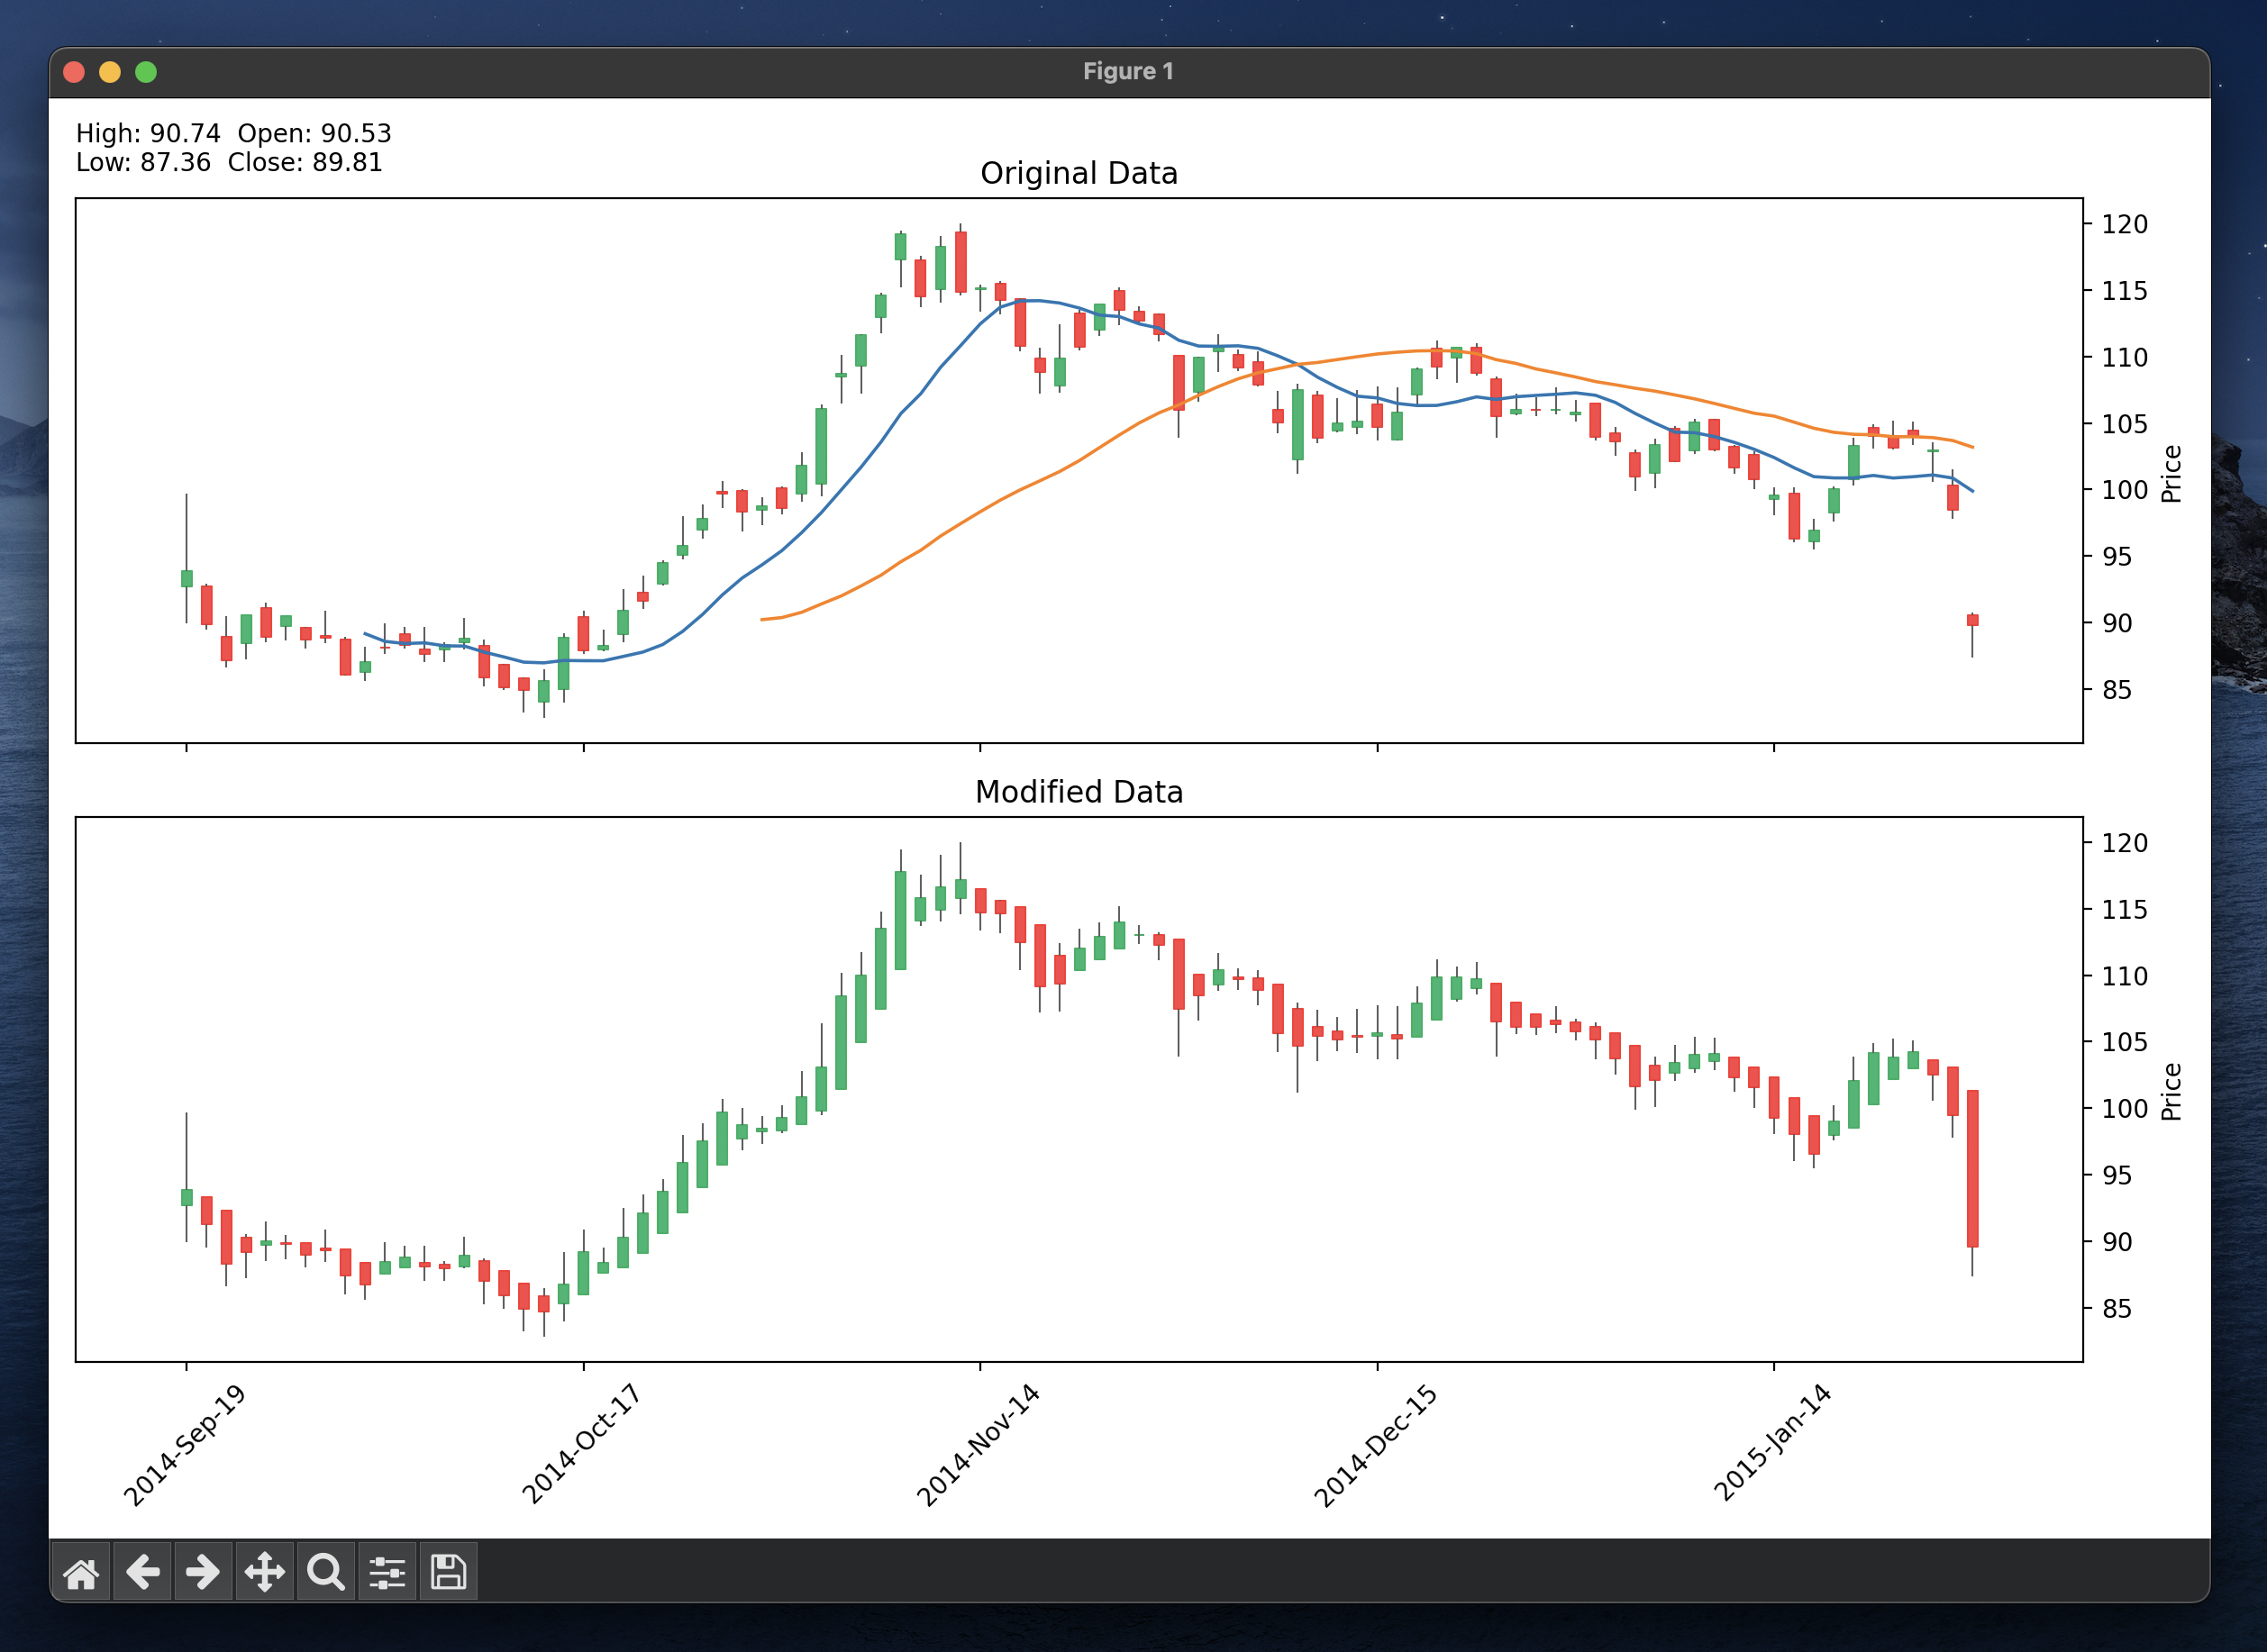 Figure 1
High: 90.74  Open: 90.53
Low: 87.36  Close: 89.81
Original Data
120
115
110
105
100
95
90
85
Price
Modified Data
120
115
110
105
100
95
90
85
Price
2014-Sep-19
2014-Oct-17
2014-Nov-14
2014-Dec-15
2015-Jan-14